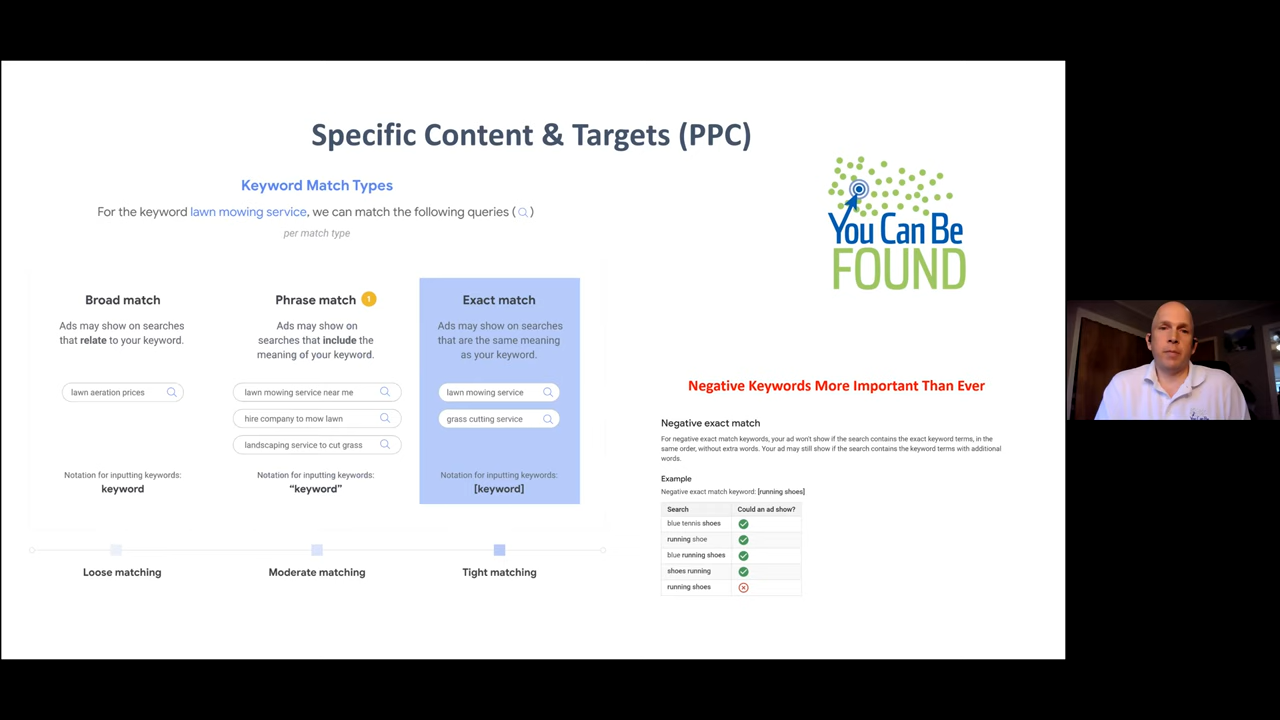 Specific Content & Targets (PPC)
Keyword Match Types
For the keyword lawn mowing service, we can match the following queries ( )
per match type
Broad match
Ads may show on searches
that relate to your keyword.
lawn aeration prices
Notation for inputting keywords:
keyword
Phrase match 1
Ads may show on
searches that include the
meaning of your keyword.
lawn mowing service near me
hire company to mow lawn
landscaping service to cut grass
Notation for inputting keywords:
“keyword”
Exact match
Ads may show on searches
that are the same meaning
as your keyword.
lawn mowing service
grass cutting service
Notation for inputting keywords:
[keyword]
Loose matching
Moderate matching
Tight matching
You Can Be
FOUND
Negative Keywords More Important Than Ever
Negative exact match
For negative exact match keywords, your ad won't show if the search contains the exact keyword terms, in the
same order, without extra words. Your ad may still show if the search contains the keyword terms with additional
words.
Example
Negative exact match keyword: [running shoes]
Search Could an ad show?
blue tennis shoes
running shoe
blue running shoes
shoes running
running shoes